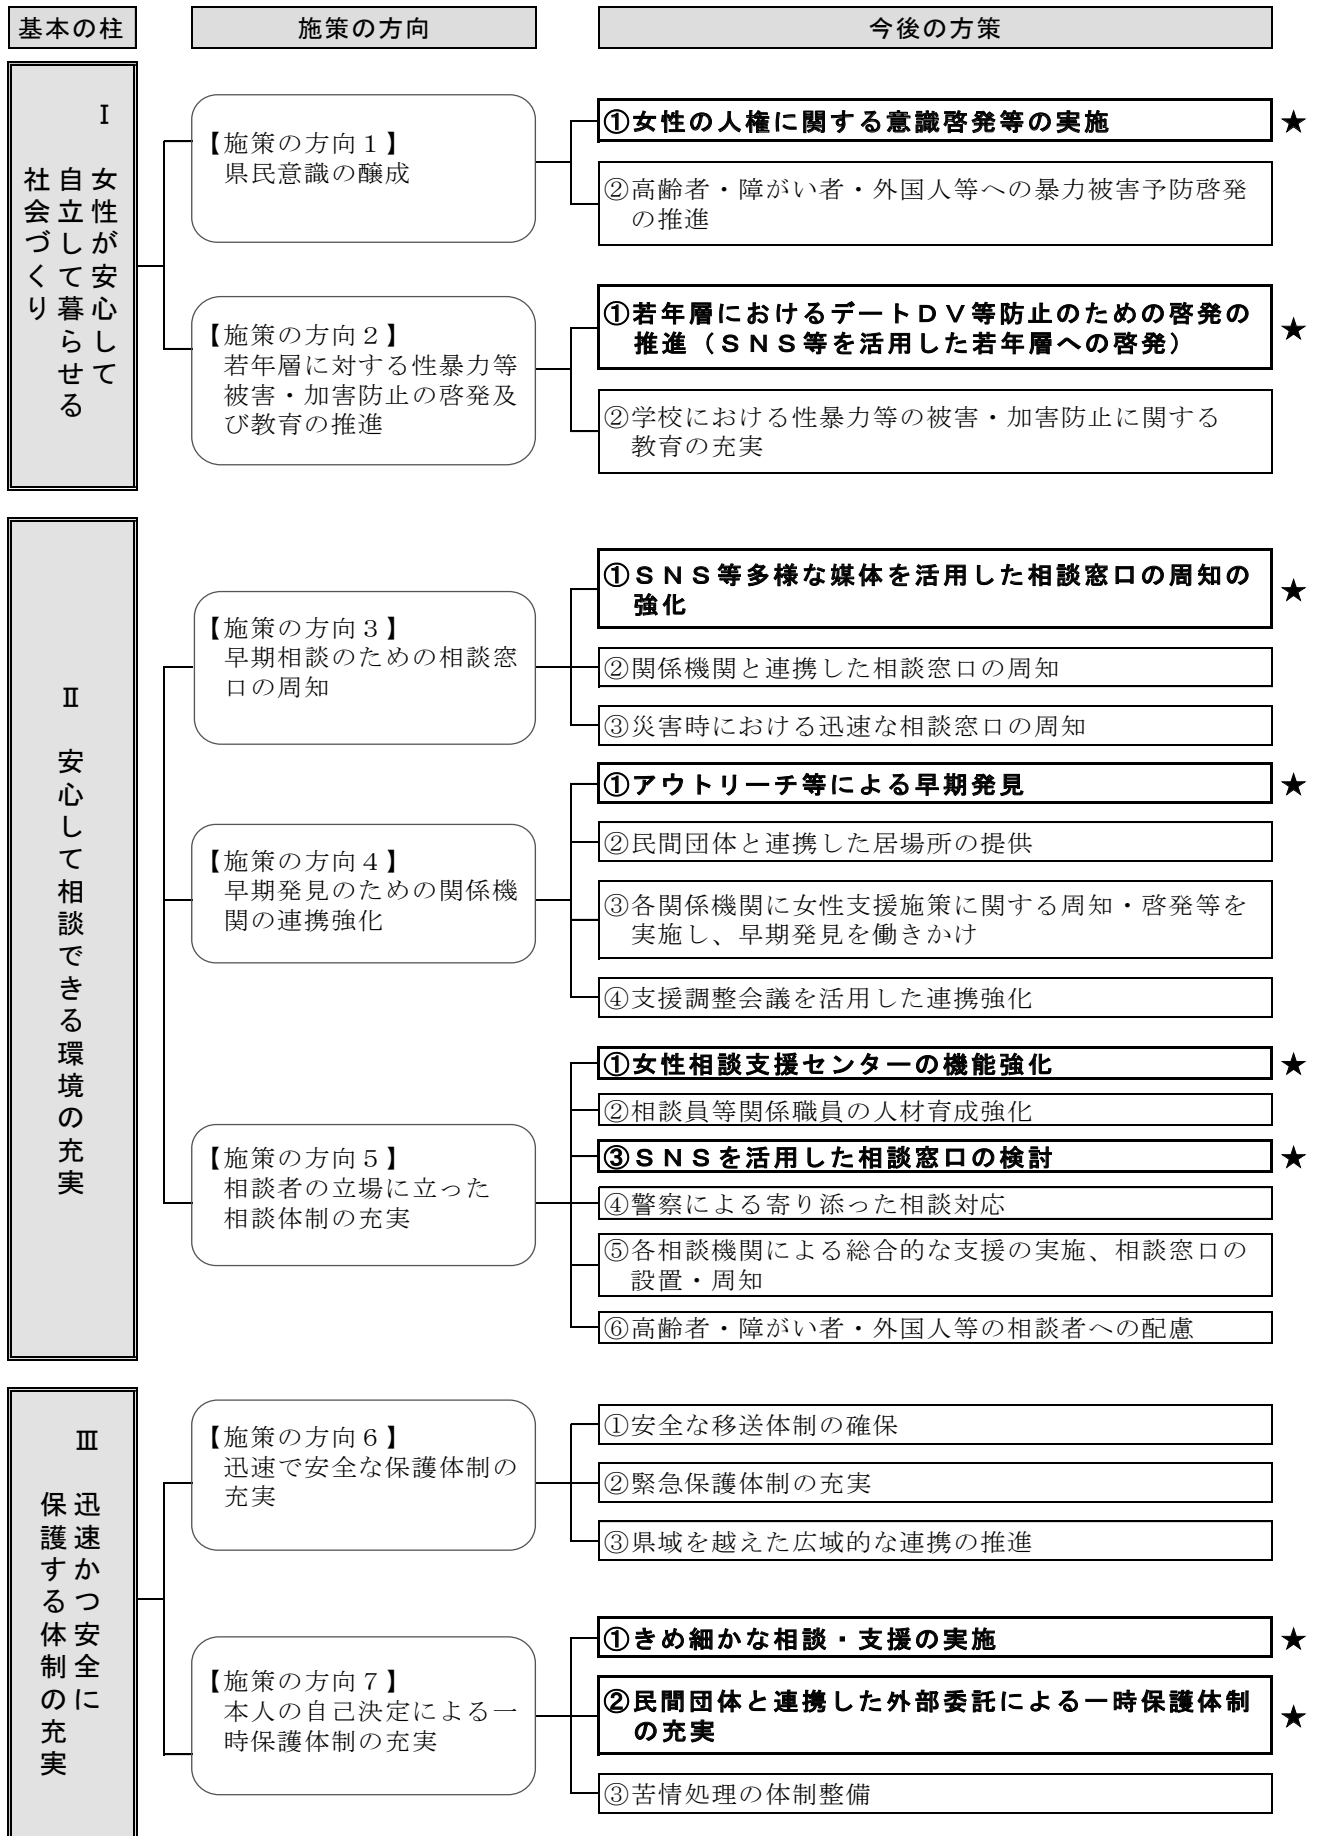 基本の柱
施策の方向
今後の方策
Ⅰ
女性が安心して
自立して暮らせる
社会づくり
【施策の方向１】
県民意識の醸成
①女性の人権に関する意識啓発等の実施
★
②高齢者・障がい者・外国人等への暴力被害予防啓発
の推進
【施策の方向２】
若年層に対する性暴力等
被害・加害防止の啓発及
び教育の推進
①若年層におけるデートＤＶ等防止のための啓発の
推進（ＳＮＳ等を活用した若年層への啓発）
★
②学校における性暴力等の被害・加害防止に関する
教育の充実
Ⅱ
安心して相談できる環境の充実
【施策の方向３】
早期相談のための相談窓
口の周知
①ＳＮＳ等多様な媒体を活用した相談窓口の周知の
強化
★
②関係機関と連携した相談窓口の周知
③災害時における迅速な相談窓口の周知
【施策の方向４】
早期発見のための関係機
関の連携強化
①アウトリーチ等による早期発見
★
②民間団体と連携した居場所の提供
③各関係機関に女性支援施策に関する周知・啓発等を
実施し、早期発見を働きかけ
④支援調整会議を活用した連携強化
【施策の方向５】
相談者の立場に立った
相談体制の充実
①女性相談支援センターの機能強化
★
②相談員等関係職員の人材育成強化
③ＳＮＳを活用した相談窓口の検討
★
④警察による寄り添った相談対応
⑤各相談機関による総合的な支援の実施、相談窓口の
設置・周知
⑥高齢者・障がい者・外国人等の相談者への配慮
Ⅲ
迅速かつ安全に
保護する体制の充実
【施策の方向６】
迅速で安全な保護体制の
充実
①安全な移送体制の確保
②緊急保護体制の充実
③県域を越えた広域的な連携の推進
【施策の方向７】
本人の自己決定による一
時保護体制の充実
①きめ細かな相談・支援の実施
★
②民間団体と連携した外部委託による一時保護体制
の充実
★
③苦情処理の体制整備